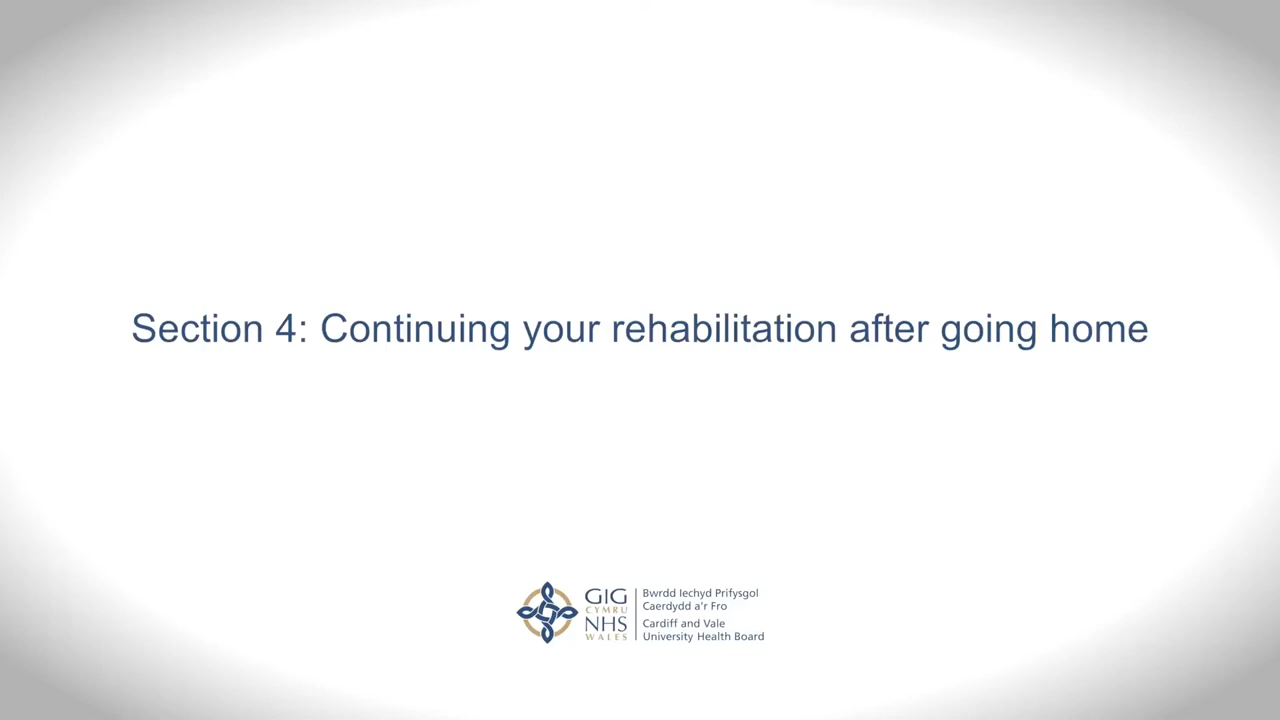 Section 4: Continuing your rehabilitation after going home
GIG
CYMRU
NHS
WALES
Bwrdd Iechyd Prifysgol
Caerdydd a'r Fro
Cardiff and Vale
University Health Board